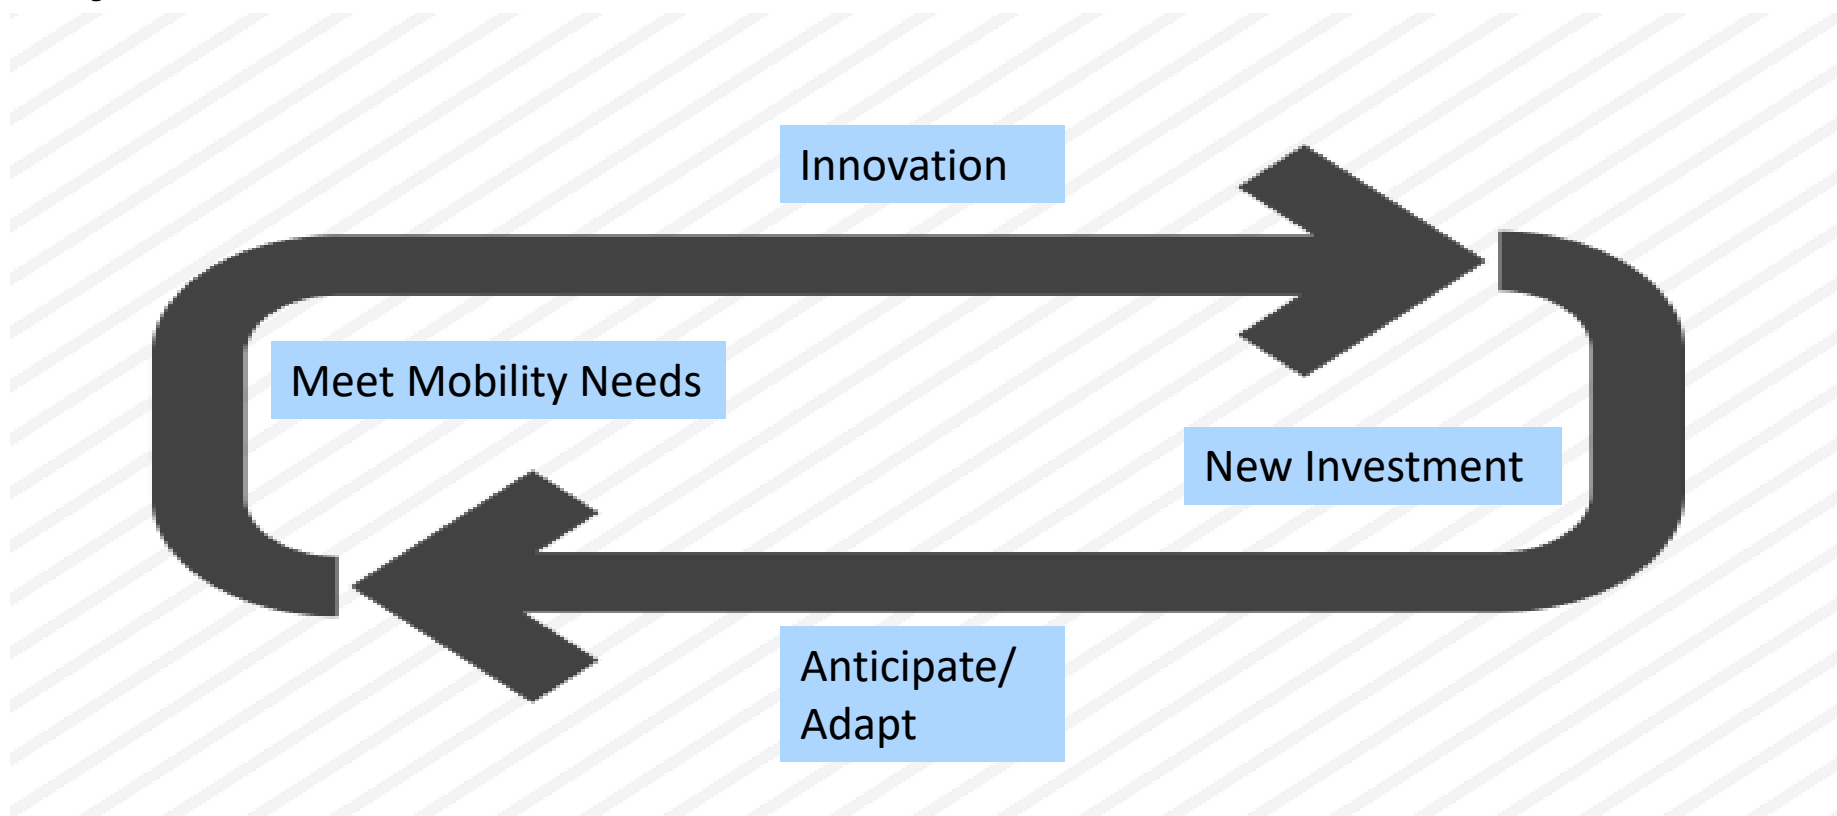 Innovation
Meet Mobility Needs
New Investment
Anticipate/
Adapt